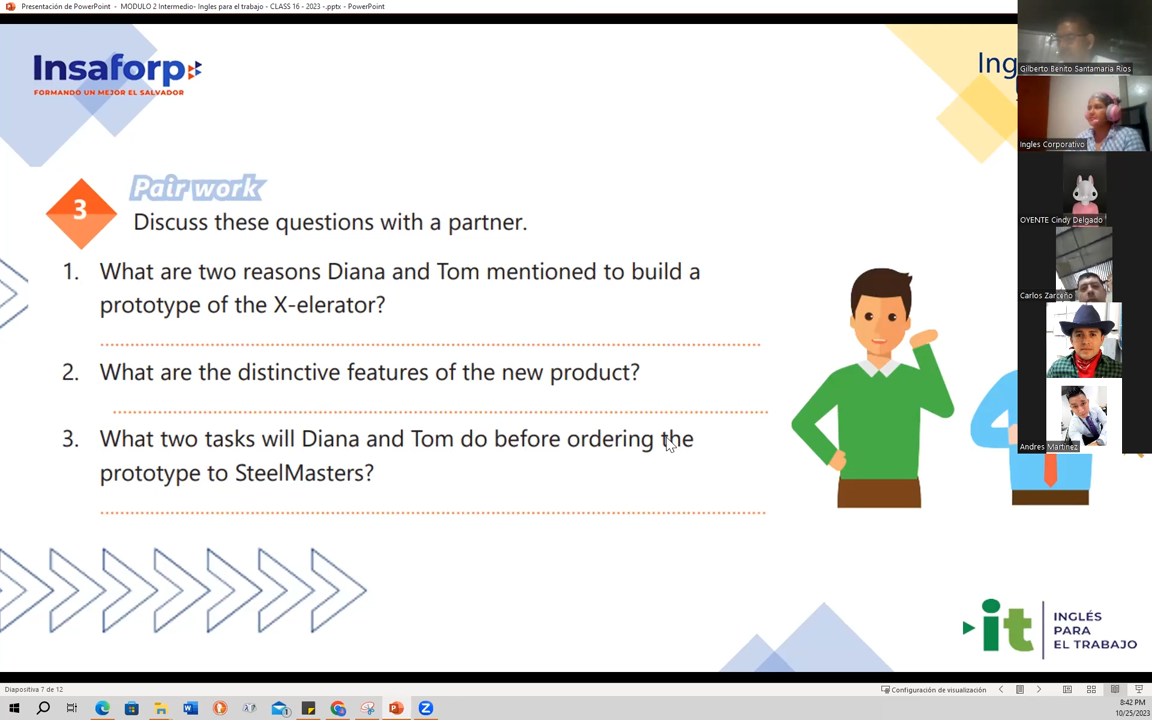 Presentación de PowerPoint - MODULO 2 Intermedio- Ingles para el trabajo - CLASS 16 - 2023 -.pptx - PowerPoint
Insaforp
FORMANDO UN MEJOR EL SALVADOR
Ing
Gilberto Benito Santamaria Rios
Ingles Corporativo
OYENTE Cindy Delgado
Carlos Zarceño
Andres Martinez
Pair work
3
Discuss these questions with a partner.
1. What are two reasons Diana and Tom mentioned to build a
prototype of the X-elerator?
2. What are the distinctive features of the new product?
3. What two tasks will Diana and Tom do before ordering the
prototype to SteelMasters?
it
INGLÉS
PARA
EL TRABAJO
Diapositiva 7 de 12
Configuración de visualización
8:42 PM
10/25/2023